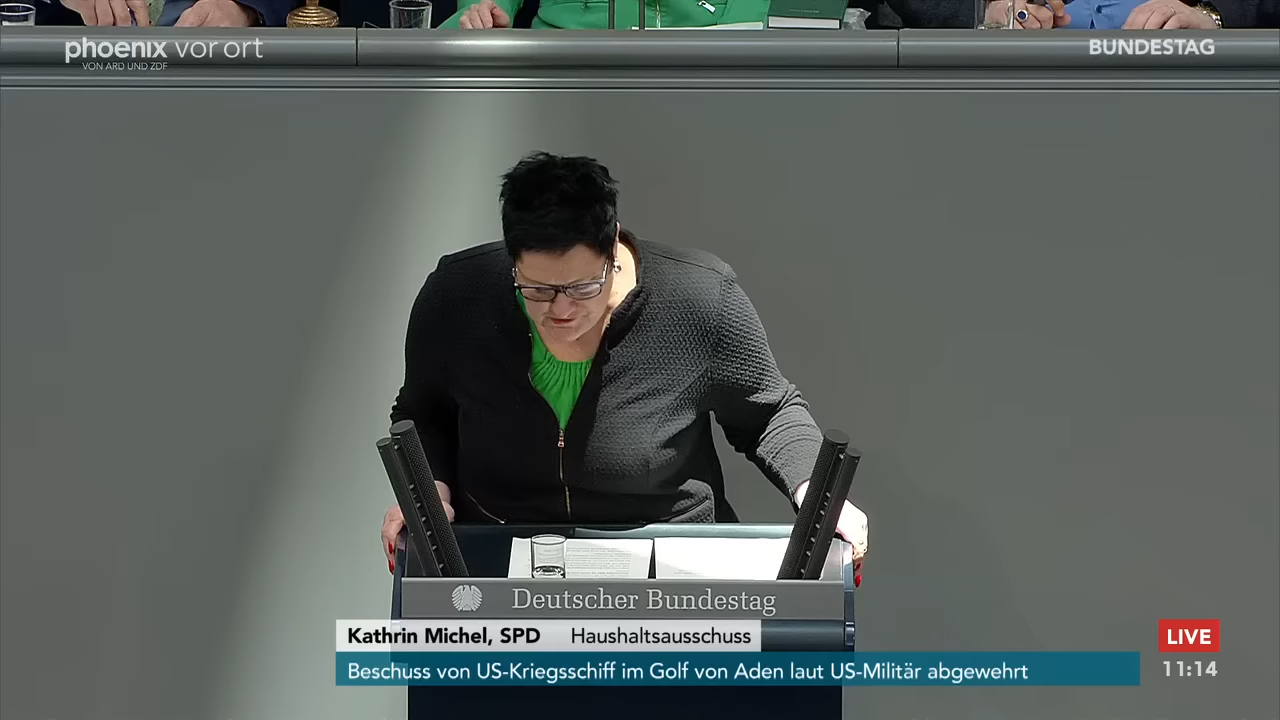 phoenix vor ort
VON ARD UND ZDF
BUNDESTAG
Deutscher Bundestag
Kathrin Michel, SPD Haushaltsausschuss
Beschuss von US-Kriegsschiff im Golf von Aden laut US-Militär abgewehrt
LIVE
11:14